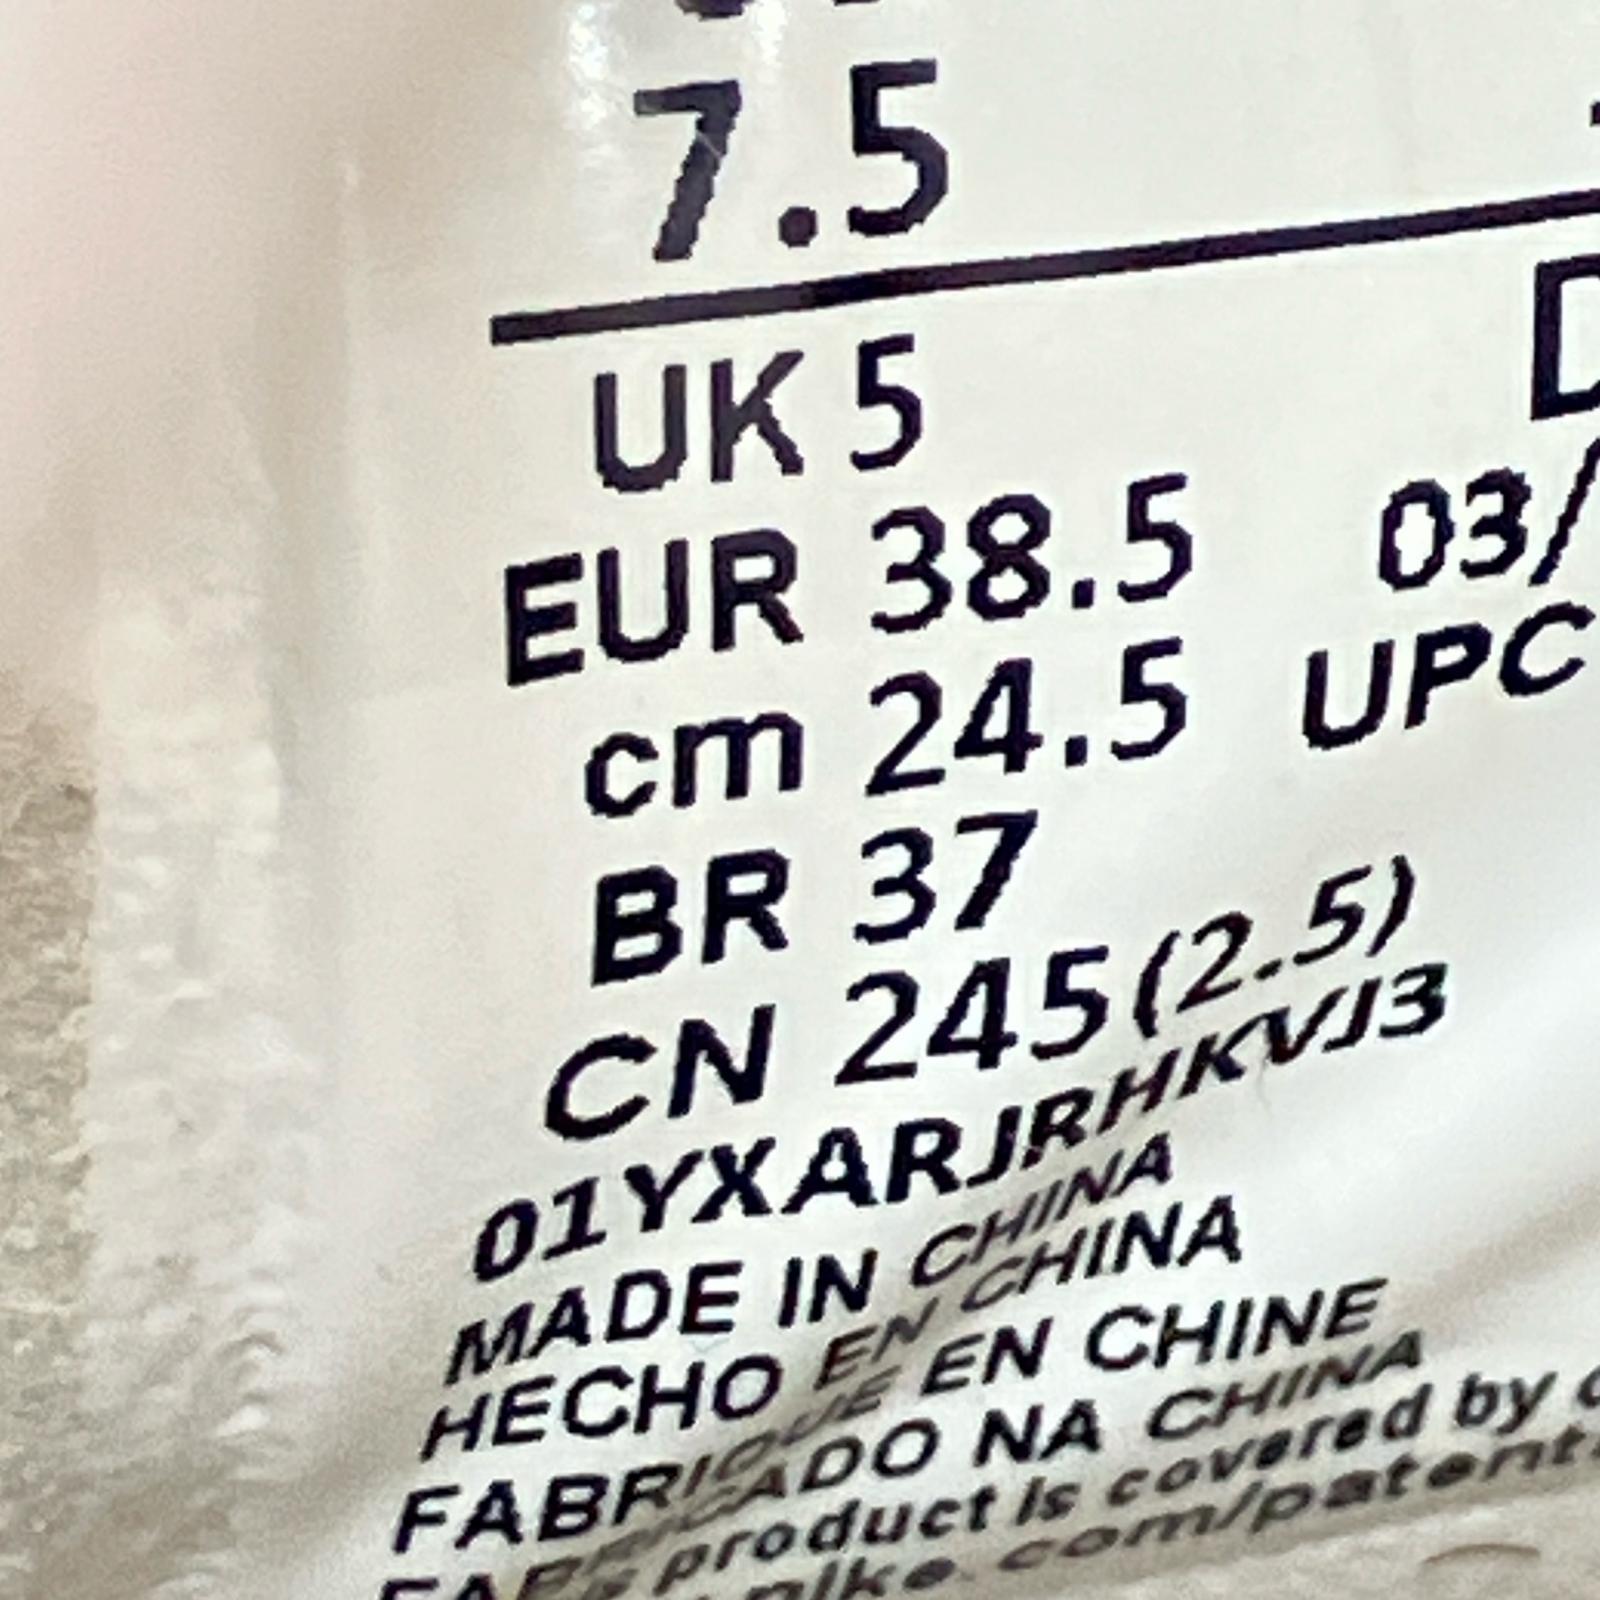 7.5
UK 5
D
EUR 38.5 03/
cm 24.5 UPC
BR 37
CN 245(2.5)
01YXARJRHKVJ3
MADE IN CHINA
HECHO EN CHINA
FABRIQUE EN CHINE
FABRICADO NA CHINA
product is covered by
nike.com/patent